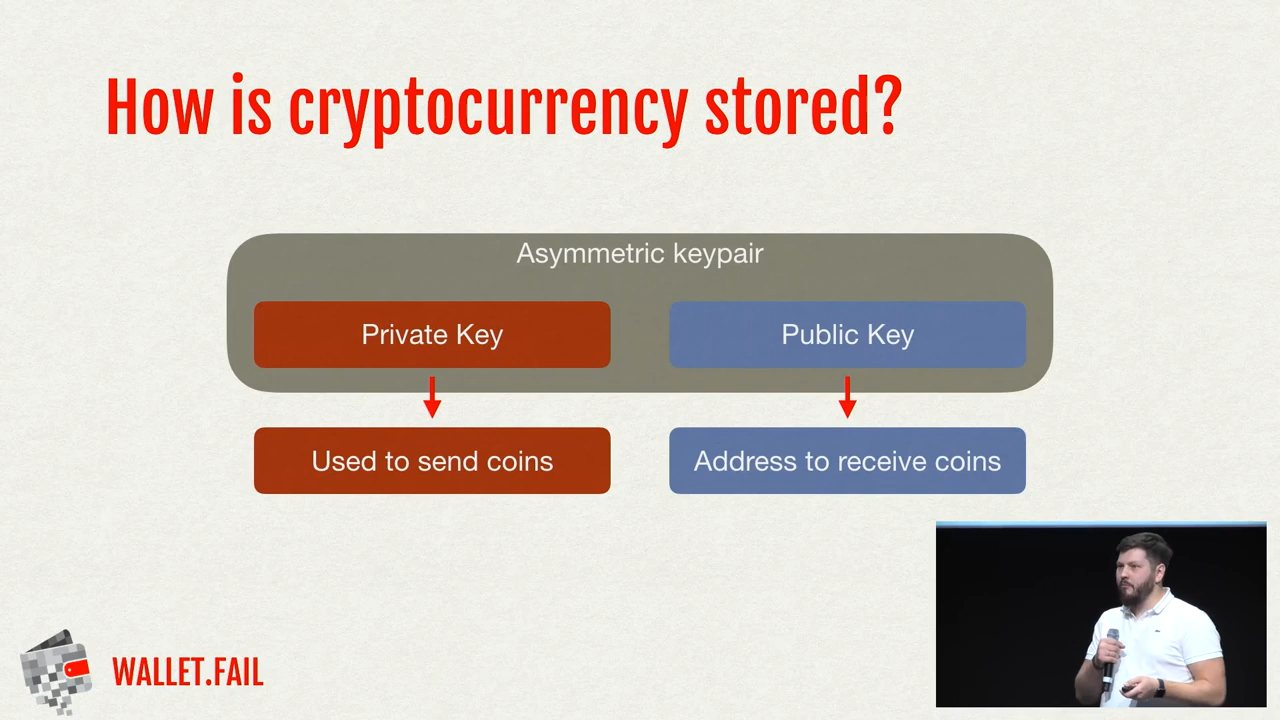 How is cryptocurrency stored?
Asymmetric keypair
Private Key
Public Key
Used to send coins
Address to receive coins
WALLET.FAIL